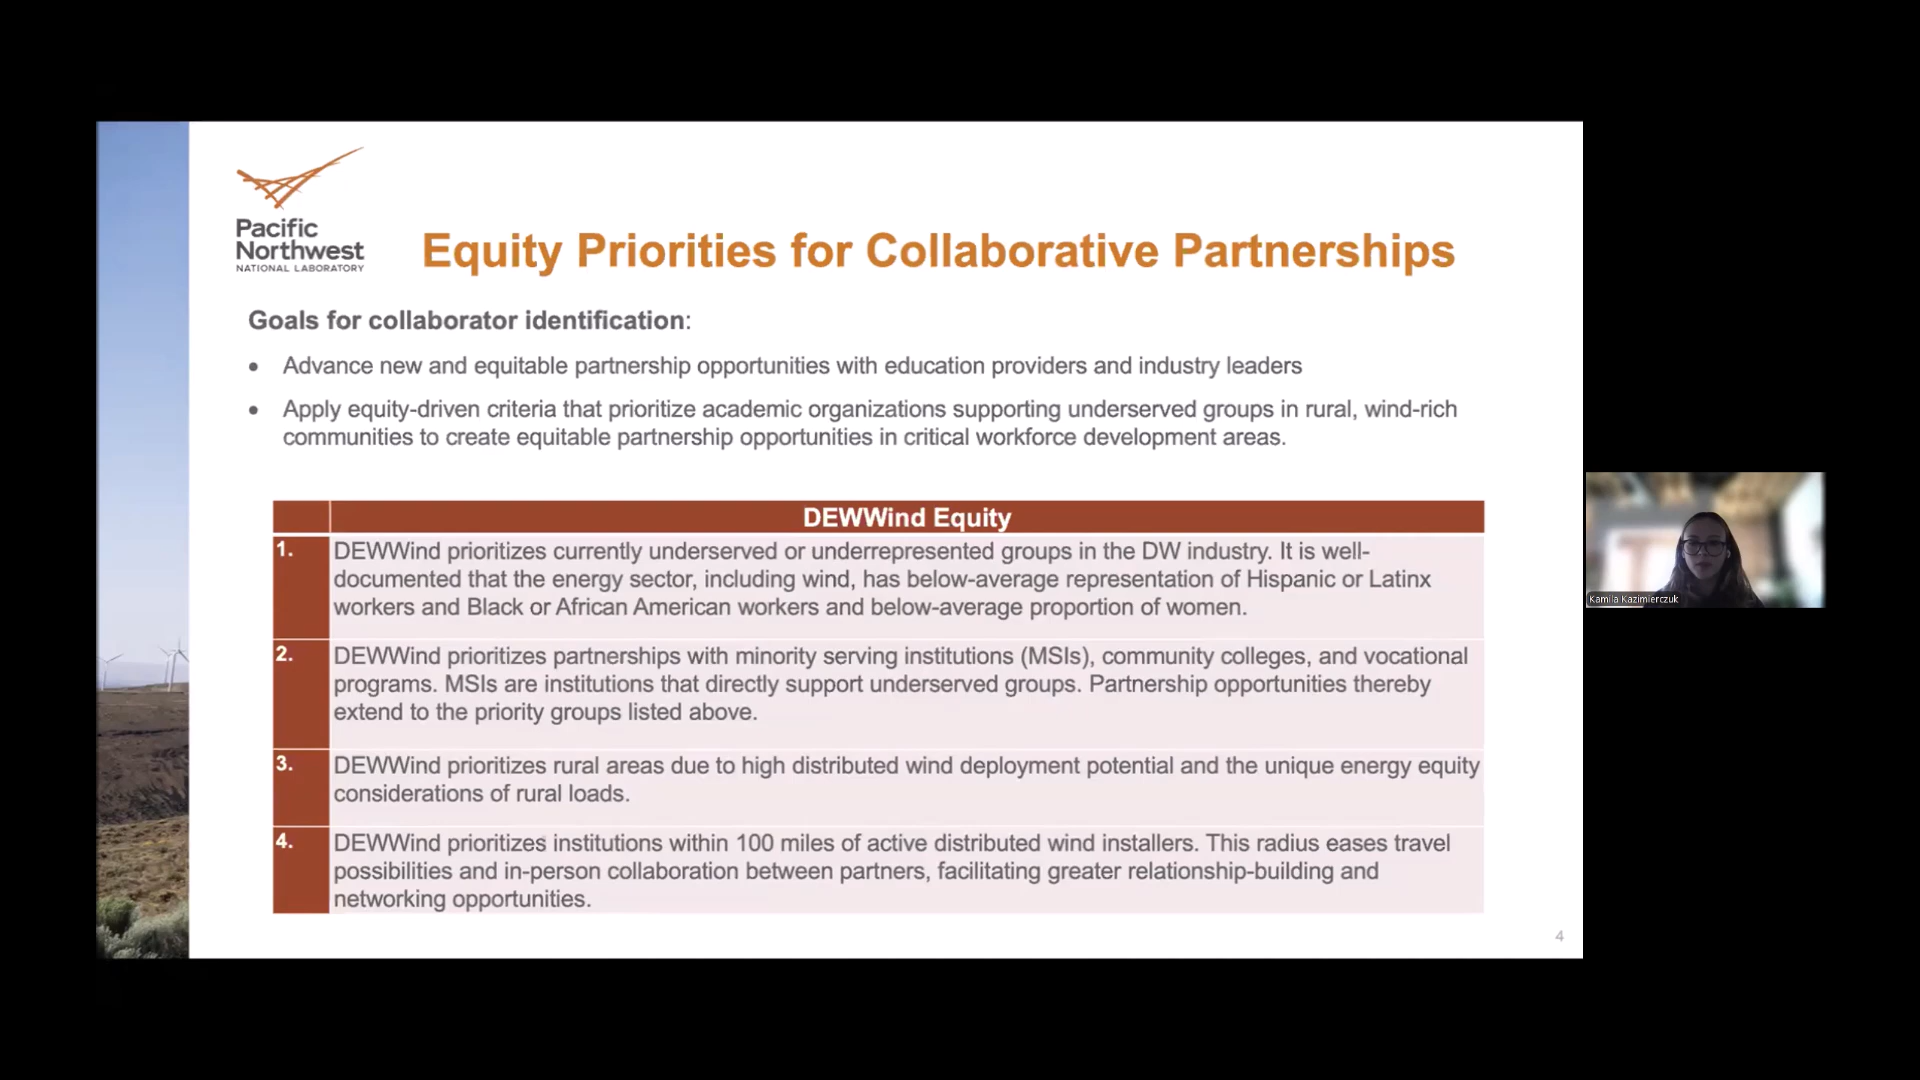 Pacific
Northwest
NATIONAL LABORATORY
Equity Priorities for Collaborative Partnerships
Goals for collaborator identification:
• Advance new and equitable partnership opportunities with education providers and industry leaders
• Apply equity-driven criteria that prioritize academic organizations supporting underserved groups in rural, wind-rich
communities to create equitable partnership opportunities in critical workforce development areas.
DEWWind Equity
1. DEWWind prioritizes currently underserved or underrepresented groups in the DW industry. It is well-
documented that the energy sector, including wind, has below-average representation of Hispanic or Latinx
workers and Black or African American workers and below-average proportion of women.
2. DEWWind prioritizes partnerships with minority serving institutions (MSIs), community colleges, and vocational
programs. MSIs are institutions that directly support underserved groups. Partnership opportunities thereby
extend to the priority groups listed above.
3. DEWWind prioritizes rural areas due to high distributed wind deployment potential and the unique energy equity
considerations of rural loads.
4. DEWWind prioritizes institutions within 100 miles of active distributed wind installers. This radius eases travel
possibilities and in-person collaboration between partners, facilitating greater relationship-building and
networking opportunities.
4
Kamila Kazimierczuk